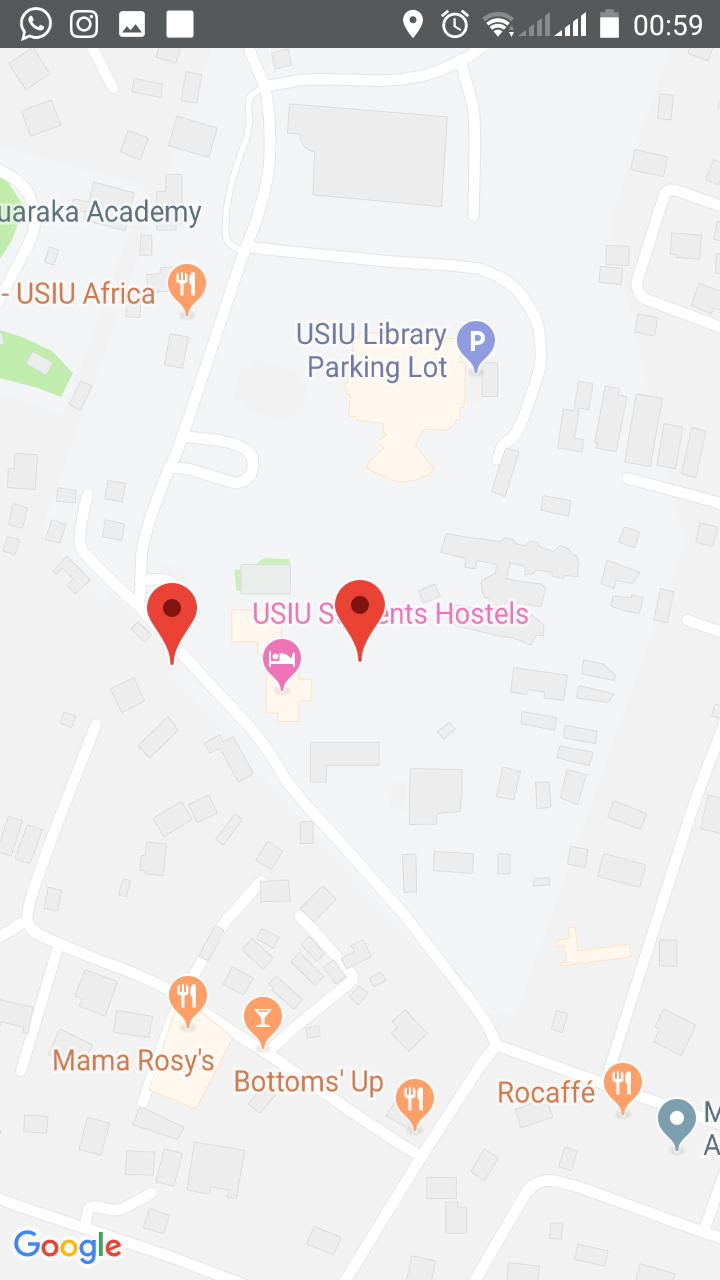 00:59
uaraka Academy
- USIU Africa
USIU Library
Parking Lot
P
USIU S
ents Hostels
Mama Rosy's
Bottoms' Up
Rocaffé
M
A
Google